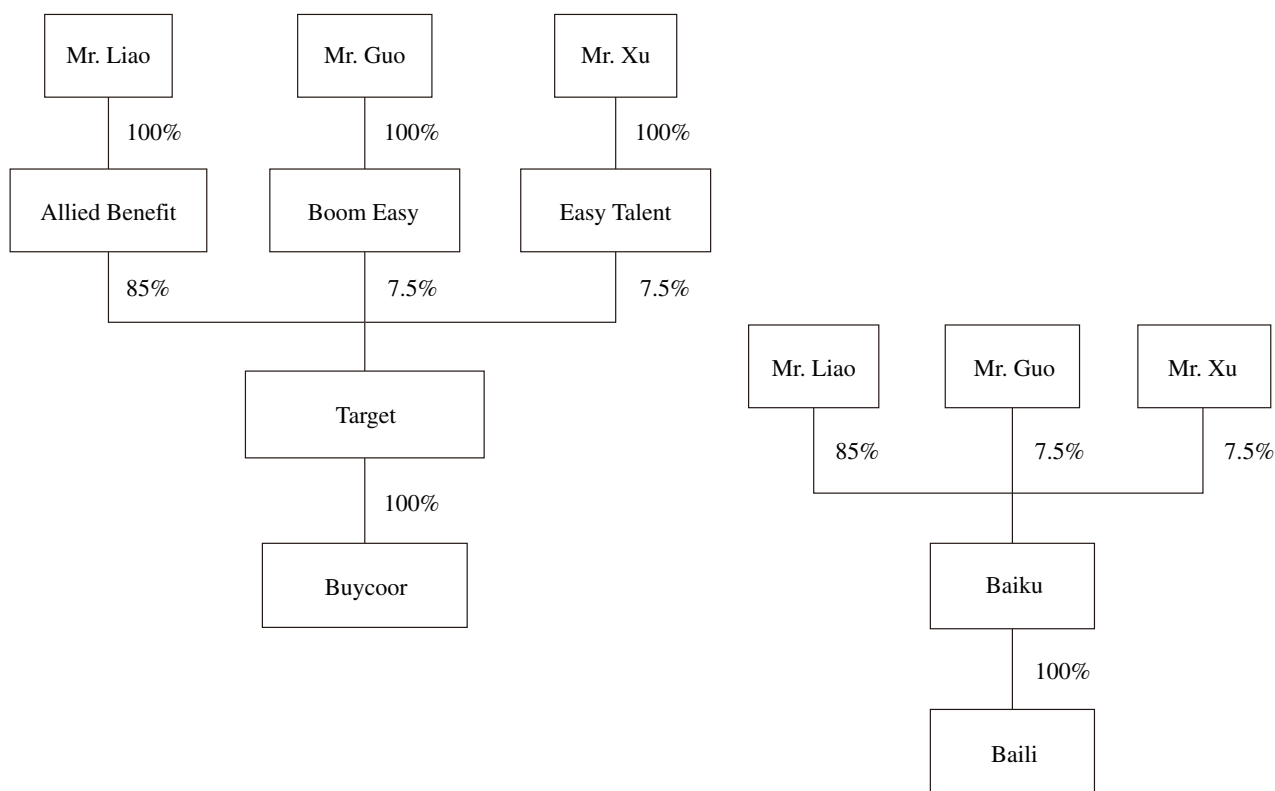 Mr. Liao
Mr. Guo
Mr. Xu
100%
100%
100%
Allied Benefit
Boom Easy
Easy Talent
85%
7.5%
7.5%
Target
100%
Buycoor
Mr. Liao
Mr. Guo
Mr. Xu
85%
7.5%
7.5%
Baiku
100%
Baili